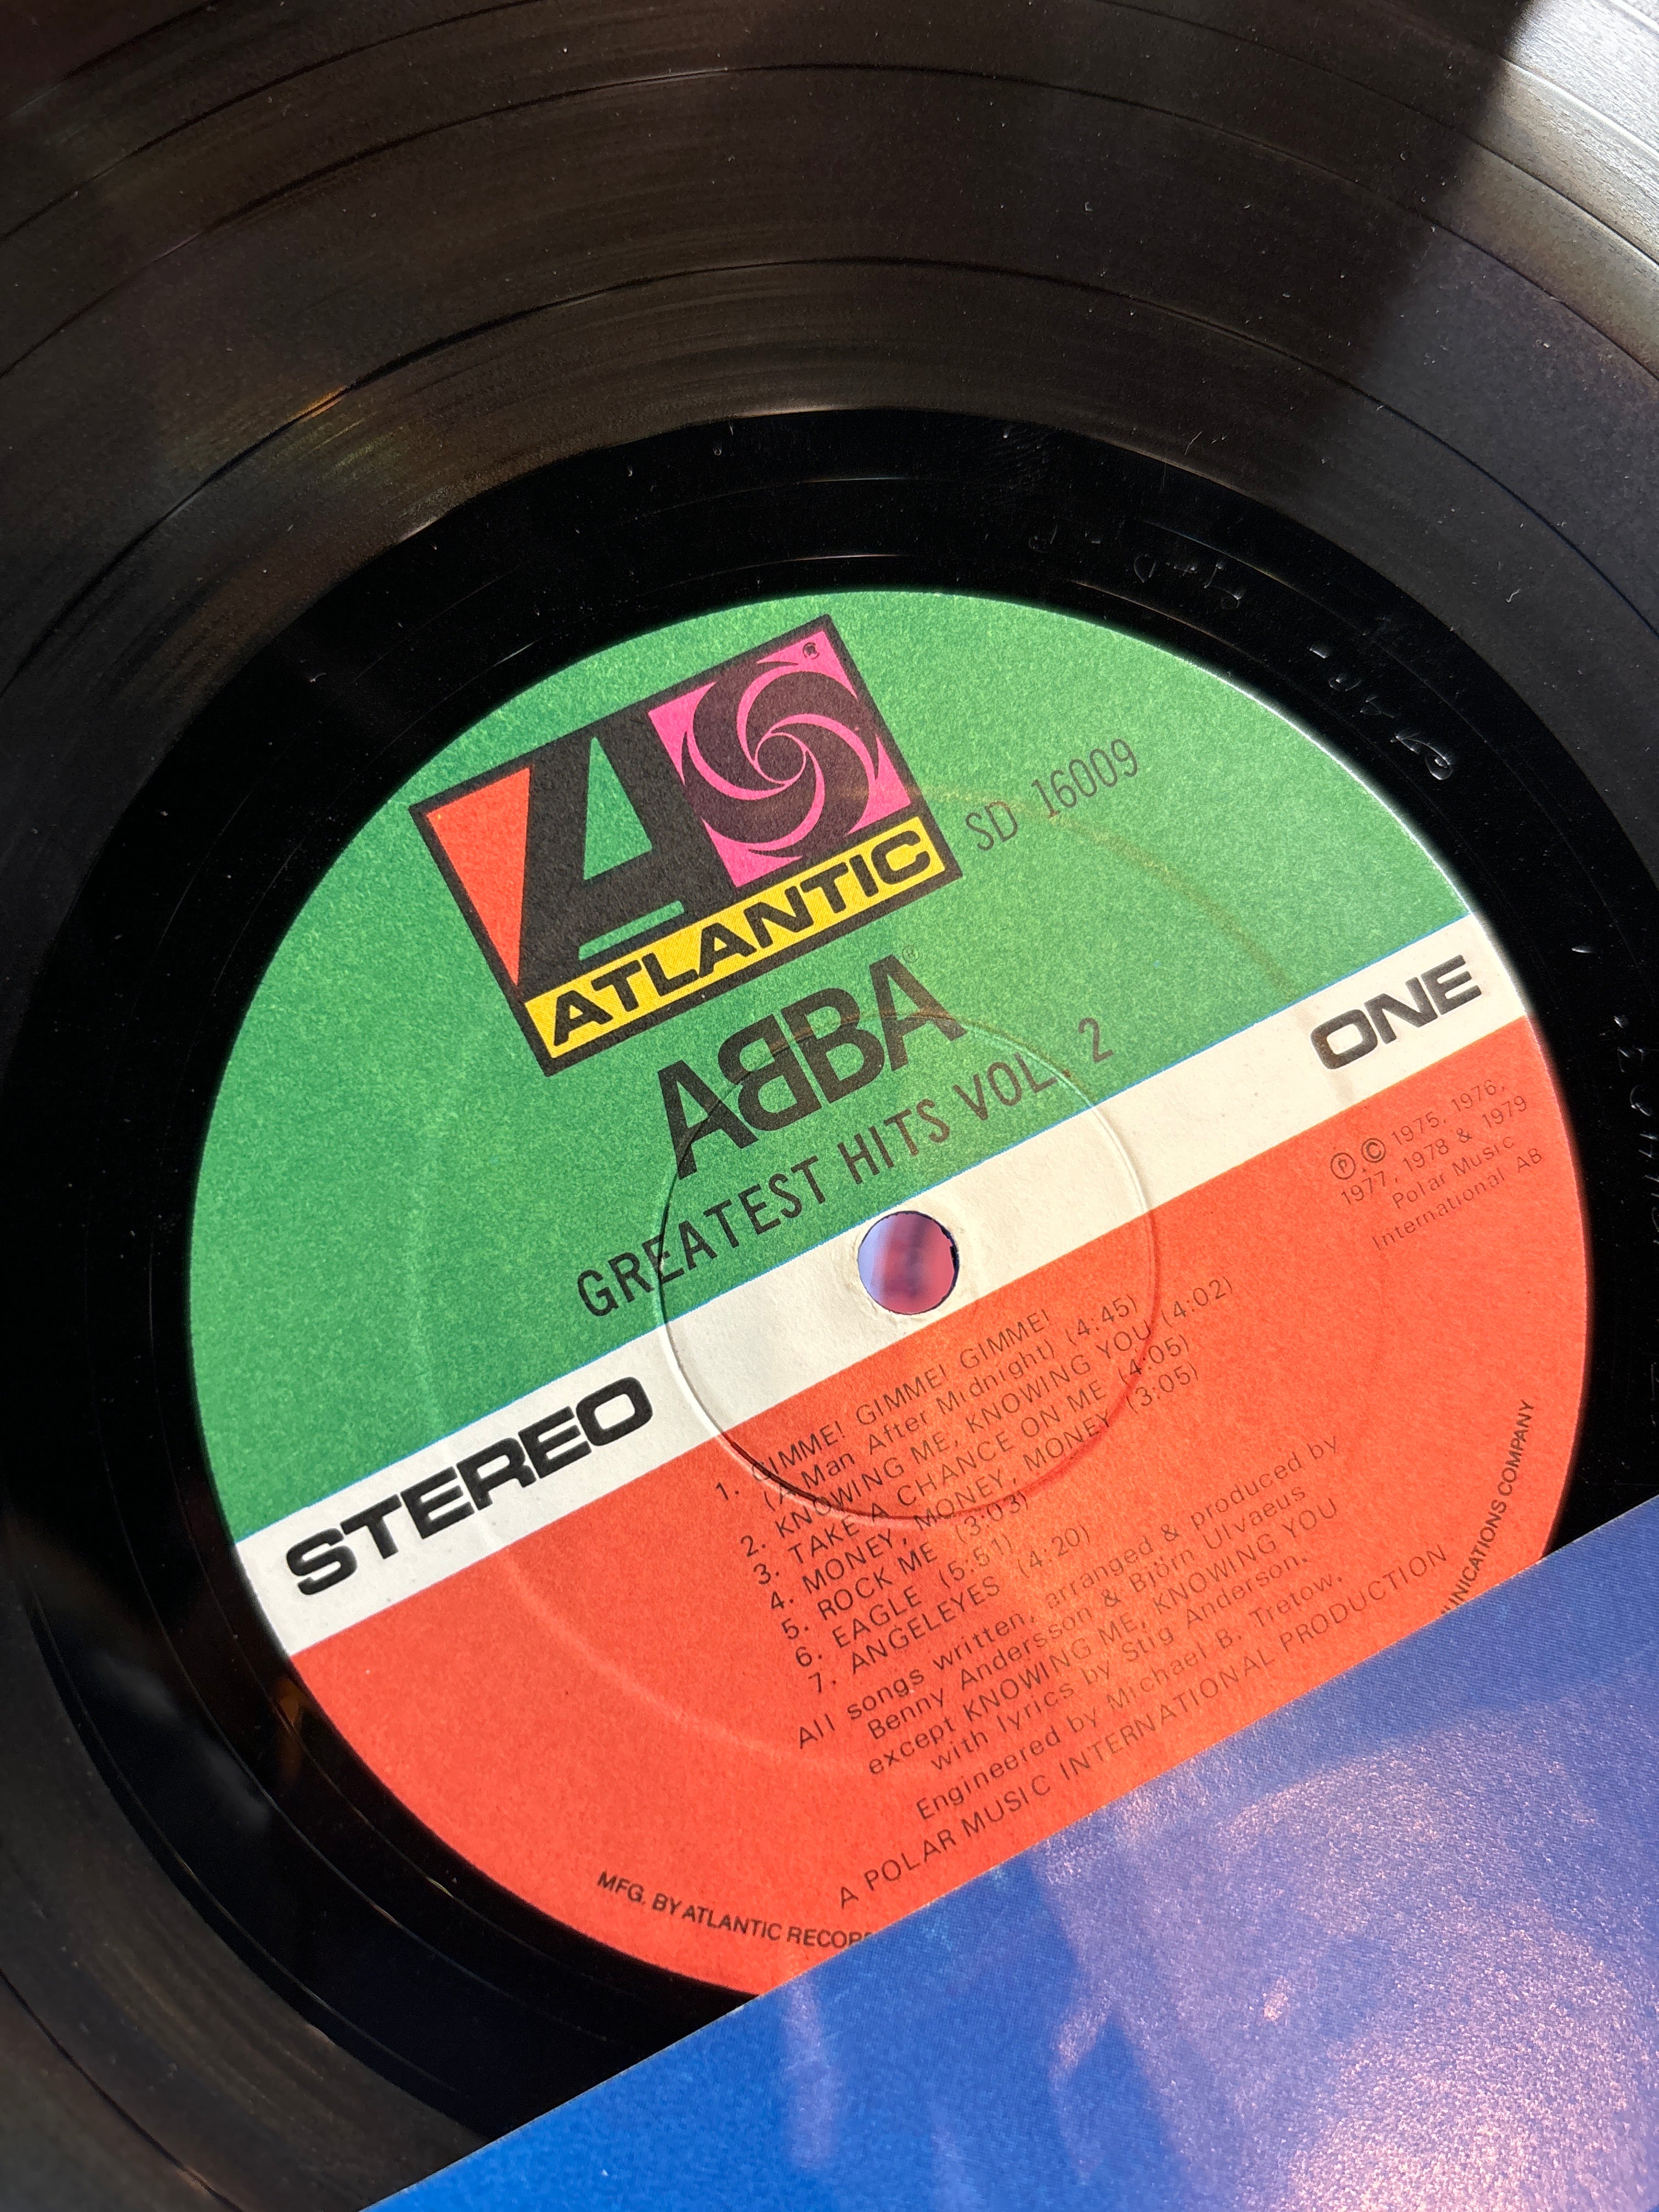 ATLANTIC
SD 16009
ABBA®
GREATEST HITS VOL. 2
STEREO
ONE
Ⓟ© 1975, 1976,
1977, 1978 & 1979
Polar Music
International AB
1. GIMME! GIMME! GIMME!
(A Man After Midnight) (4:45)
2. KNOWING ME, KNOWING YOU (4:02)
3. TAKE A CHANCE ON ME (4:05)
4. MONEY, MONEY, MONEY (3:05)
5. ROCK ME (3:03)
6. EAGLE (5:51)
7. ANGELEYES (4:20)
All songs written, arranged & produced by
Benny Andersson & Björn Ulvaeus
except KNOWING ME, KNOWING YOU
with lyrics by Stig Anderson.
Engineered by Michael B. Tretow.
A POLAR MUSIC INTERNATIONAL PRODUCTION
MFG. BY ATLANTIC RECOR
UNICATIONS COMPANY